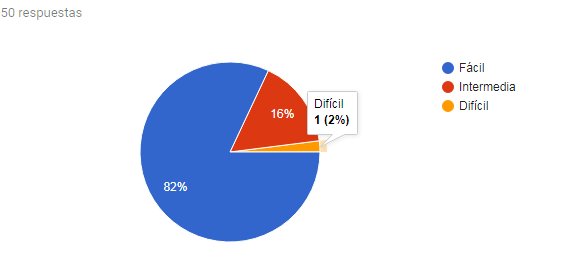 50 respuestas
Fácil
Intermedia
Difícil
Difícil
1 (2%)
16%
82%